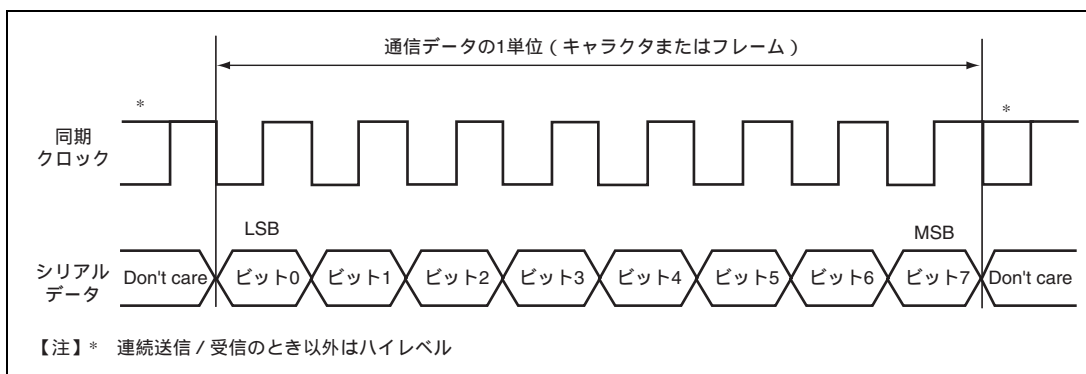 通信データの1単位（キャラクタまたはフレーム）
*
*
同期
クロック
LSB
MSB
シリアル
データ
Don't care
ビット0
ビット1
ビット2
ビット3
ビット4
ビット5
ビット6
ビット7
Don't care
【注】* 連続送信 / 受信のとき以外はハイレベル